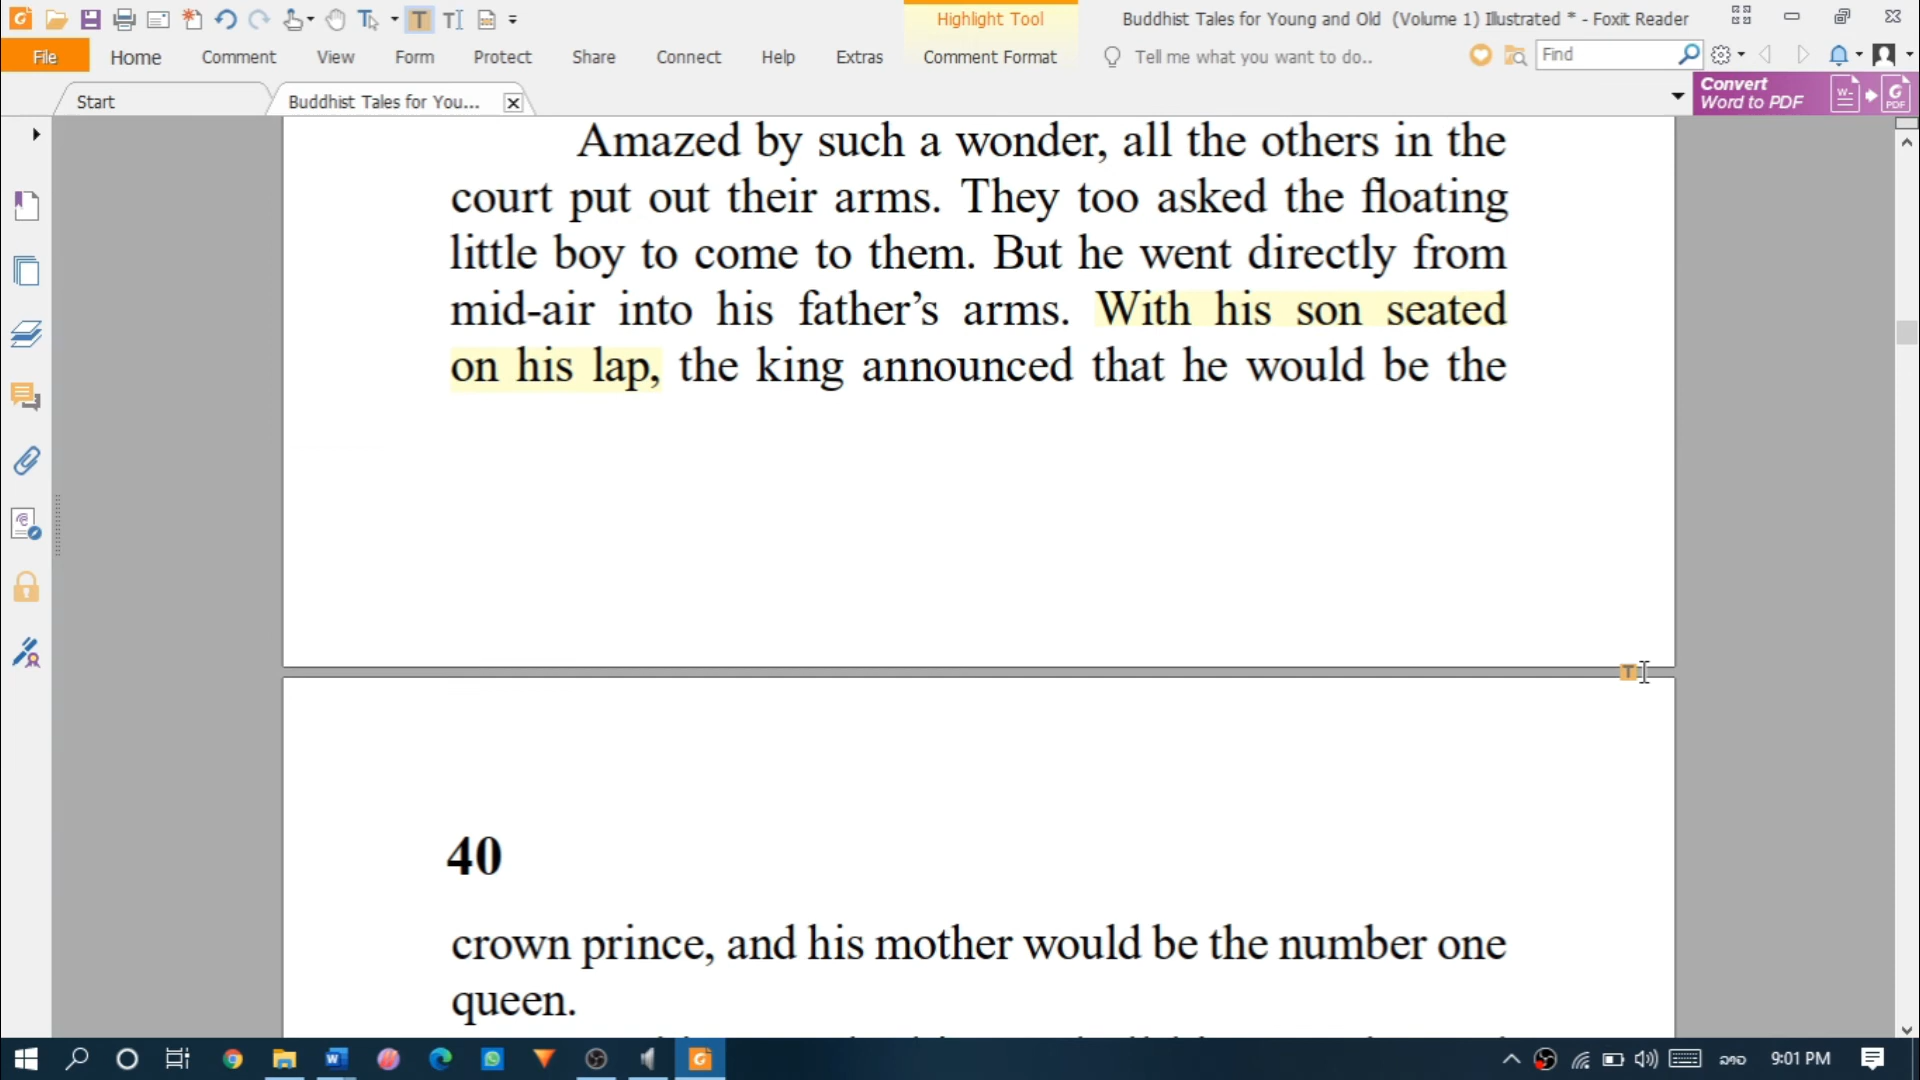 Highlight Tool
Buddhist Tales for Young and Old (Volume 1) Illustrated * - Foxit Reader
File Home Comment View Form Protect Share Connect Help Extras Comment Format Tell me what you want to do.. Find
Start Buddhist Tales for You... Convert Word to PDF
Amazed by such a wonder, all the others in the
court put out their arms. They too asked the floating
little boy to come to them. But he went directly from
mid-air into his father’s arms. With his son seated
on his lap, the king announced that he would be the
40
crown prince, and his mother would be the number one
queen.
ລາວ 9:01 PM